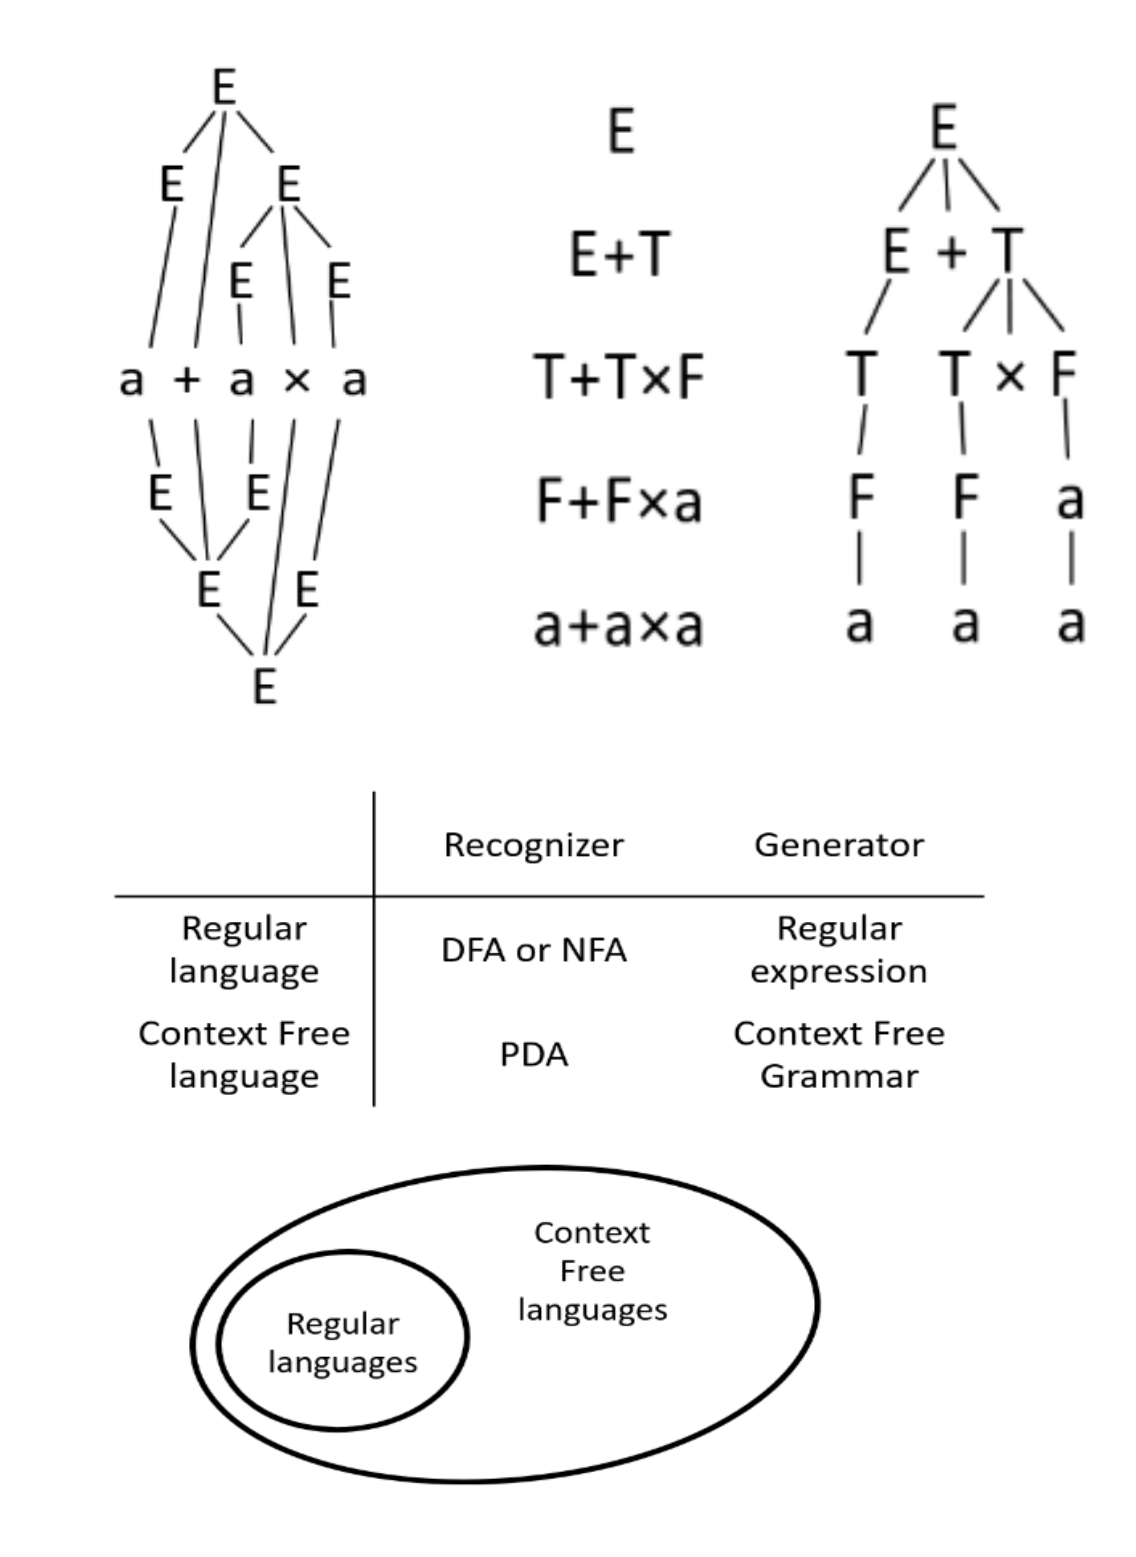 E
E E
E E
a + a × a
E E
E E
E
E
E+T
T+T×F
F+F×a
a+a×a
E
E + T
T T × F
F F a
a a a
Recognizer Generator
Regular
language
DFA or NFA
Regular
expression
Context Free
language
PDA
Context Free
Grammar
Context
Free
languages
Regular
languages